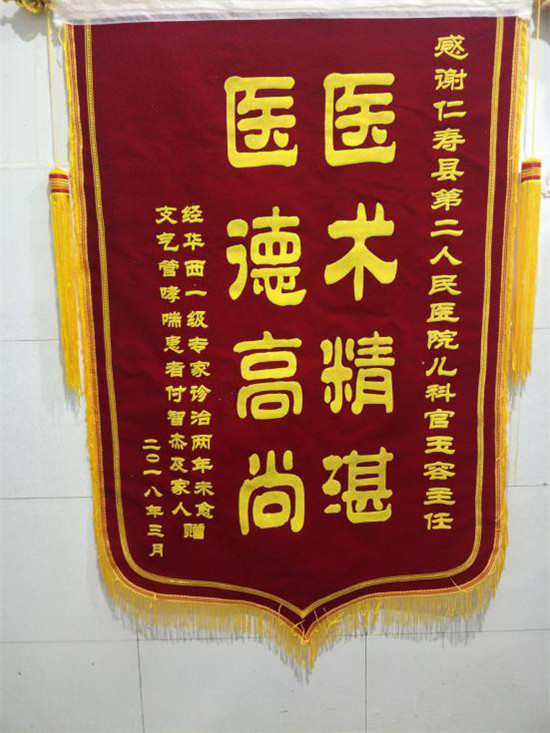 感谢仁寿县第二人民医院儿科官玉容主任
医术精湛
医德高尚
经华西一级专家诊治两年未愈赠
支气管哮喘患者付智杰及家人
二〇一八年三月